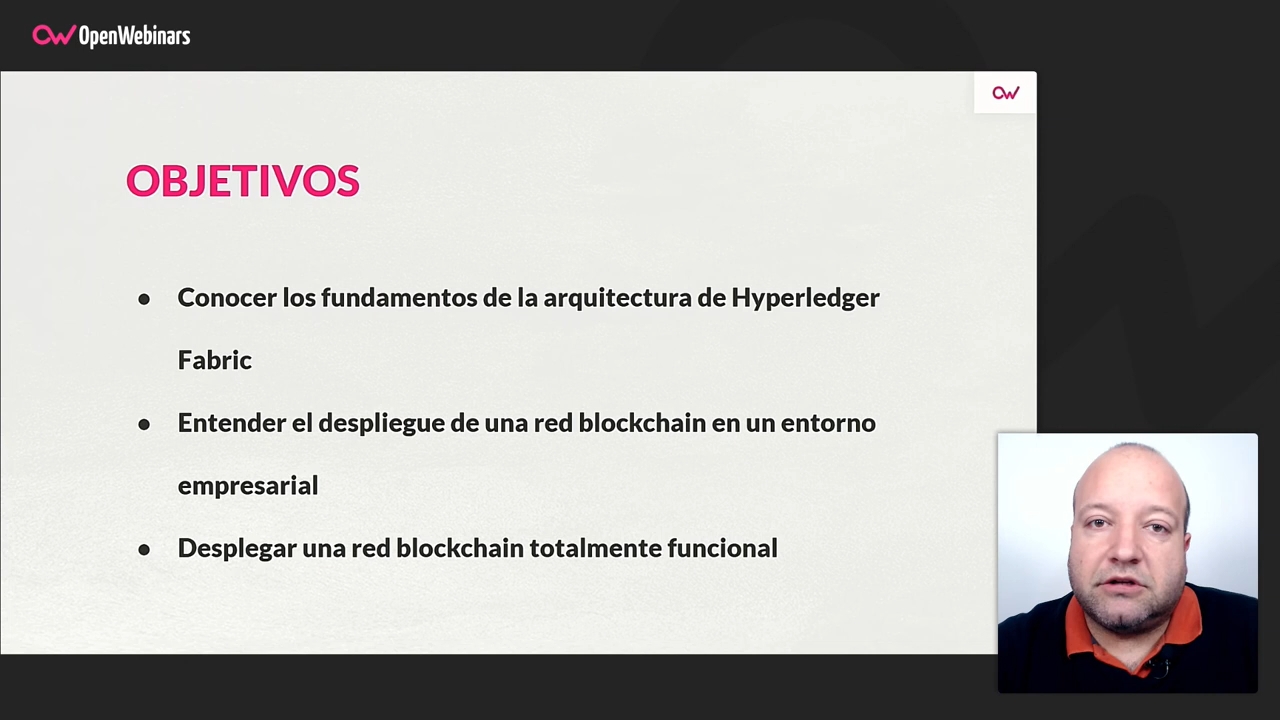 OpenWebinars
OBJETIVOS
● Conocer los fundamentos de la arquitectura de Hyperledger
Fabric
● Entender el despliegue de una red blockchain en un entorno
empresarial
● Desplegar una red blockchain totalmente funcional